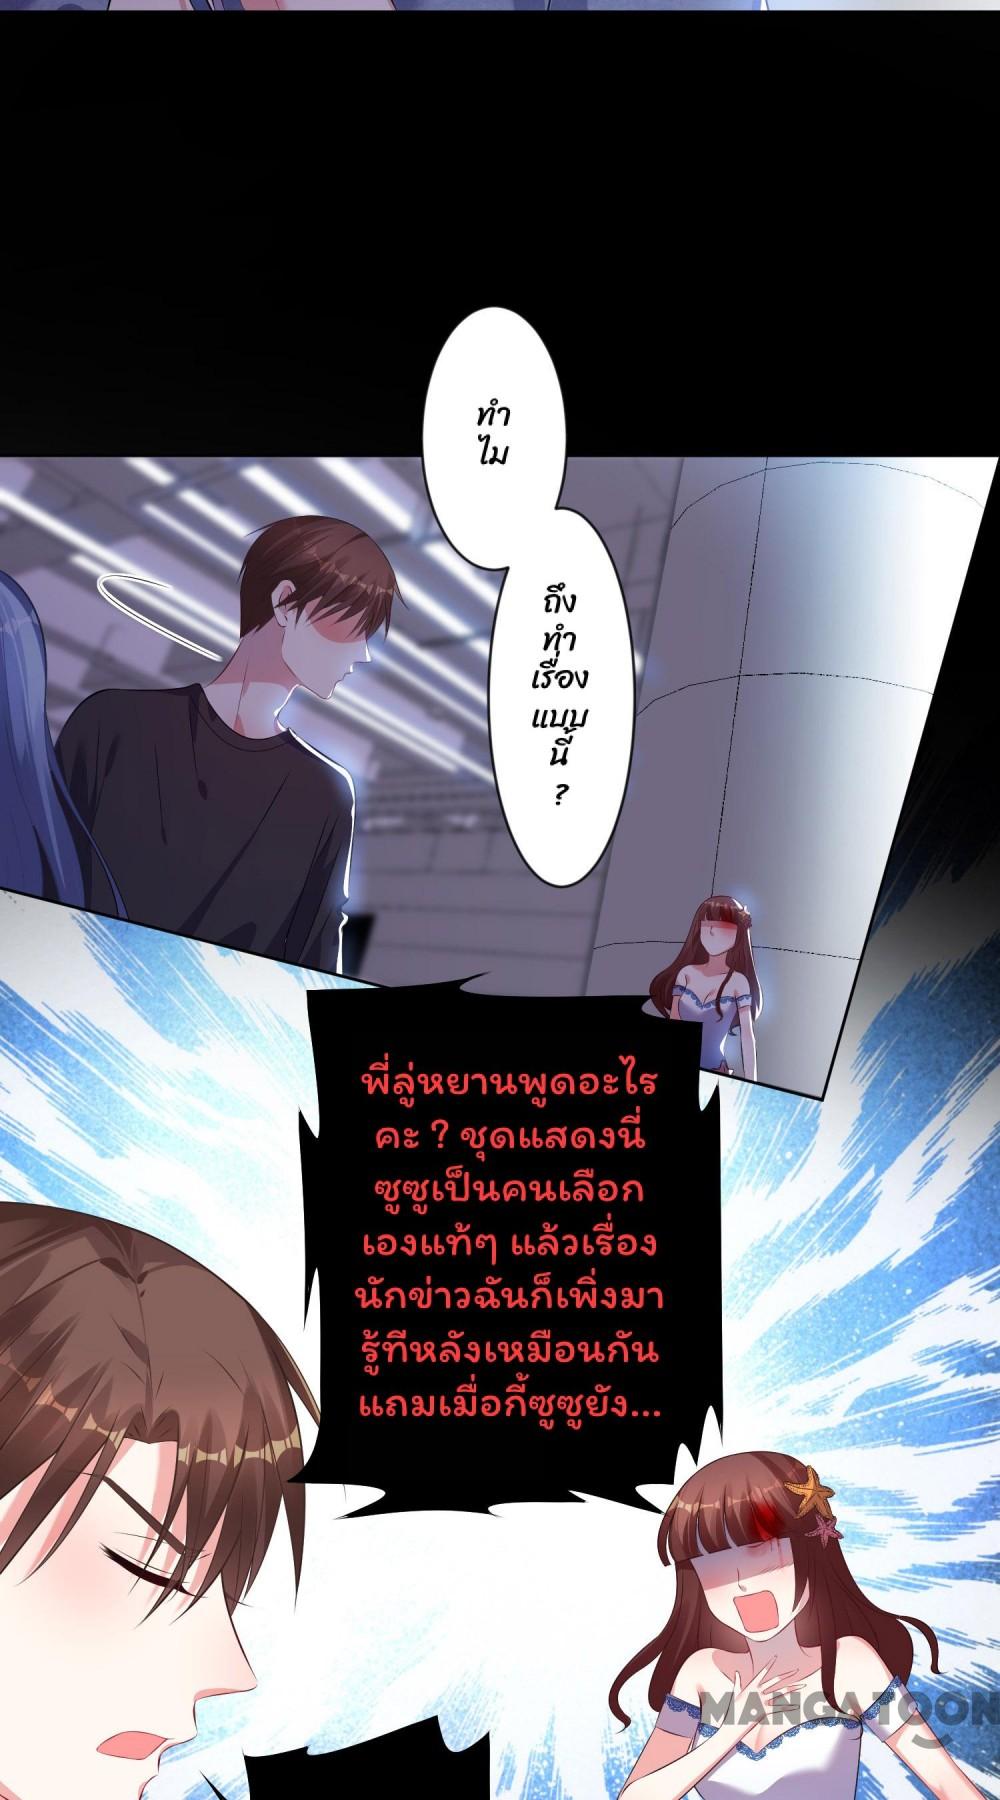 ทำ
ไม
ถึง
ทำ
เรื่อง
แบบ
นี้
?
พี่ลู่หยานพูดอะไร
คะ ? ชุดแสดงนี่
ซูซูเป็นคนเลือก
เองแท้ๆ แล้วเรื่อง
นักข่าวฉันก็เพิ่งมา
รู้ทีหลังเหมือนกัน
แถมเมื่อกี้ซูซูยัง...
MANGATOON